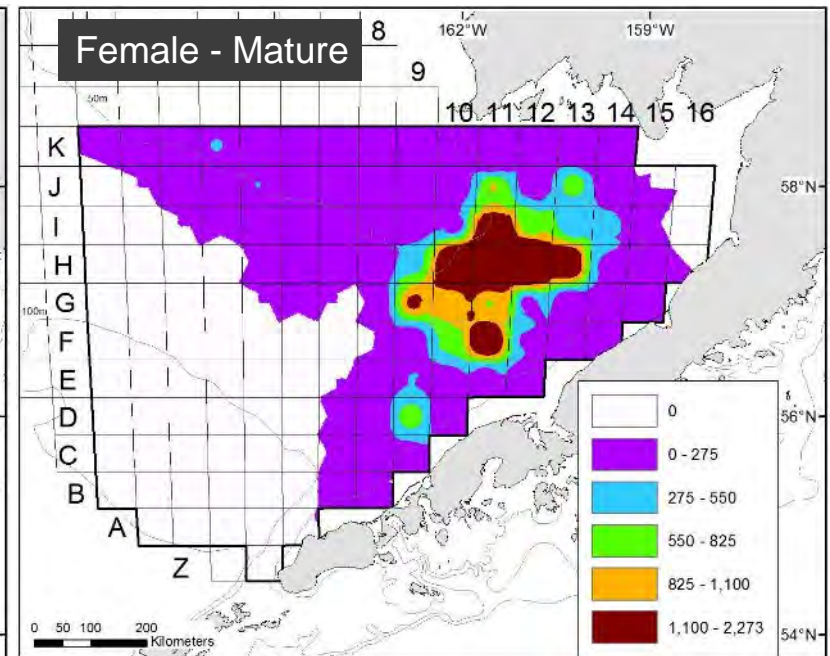 Female - Mature
8
162°W
159°W
9
50m
10 11 12 13 14 15 16
K
J
58°N
I
H
G
100m
F
E
D
56°N
C
B
A
Z
0
0 - 275
275 - 550
550 - 825
825 - 1,100
1,100 - 2,273
0 50 100 200
Kilometers
54°N